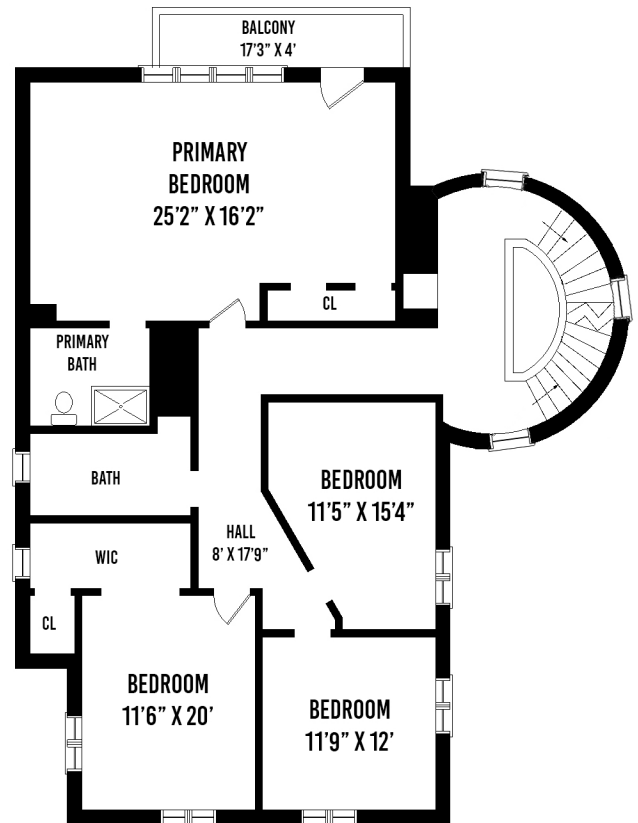 BALCONY
17'3" X 4'
PRIMARY
BEDROOM
25'2" X 16'2"
CL
PRIMARY
BATH
BATH
BEDROOM
11'5" X 15'4"
HALL
8' X 17'9"
WIC
CL
BEDROOM
11'6" X 20'
BEDROOM
11'9" X 12'